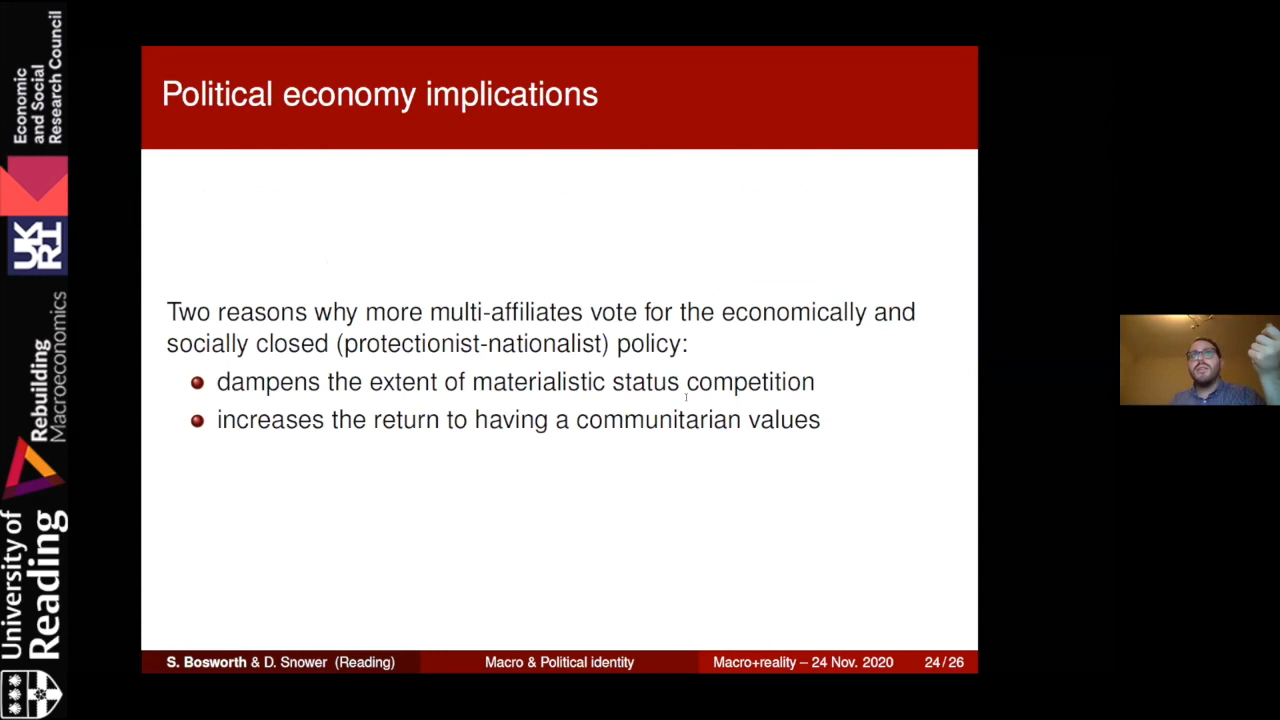 Political economy implications
Two reasons why more multi-affiliates vote for the economically and
socially closed (protectionist-nationalist) policy:
dampens the extent of materialistic status competition
increases the return to having a communitarian values
S. Bosworth & D. Snower (Reading)
Macro & Political identity
Macro+reality – 24 Nov. 2020
24/26
Economic
and Social
Research Council
UK
RI
Rebuilding
Macroeconomics
University of
Reading